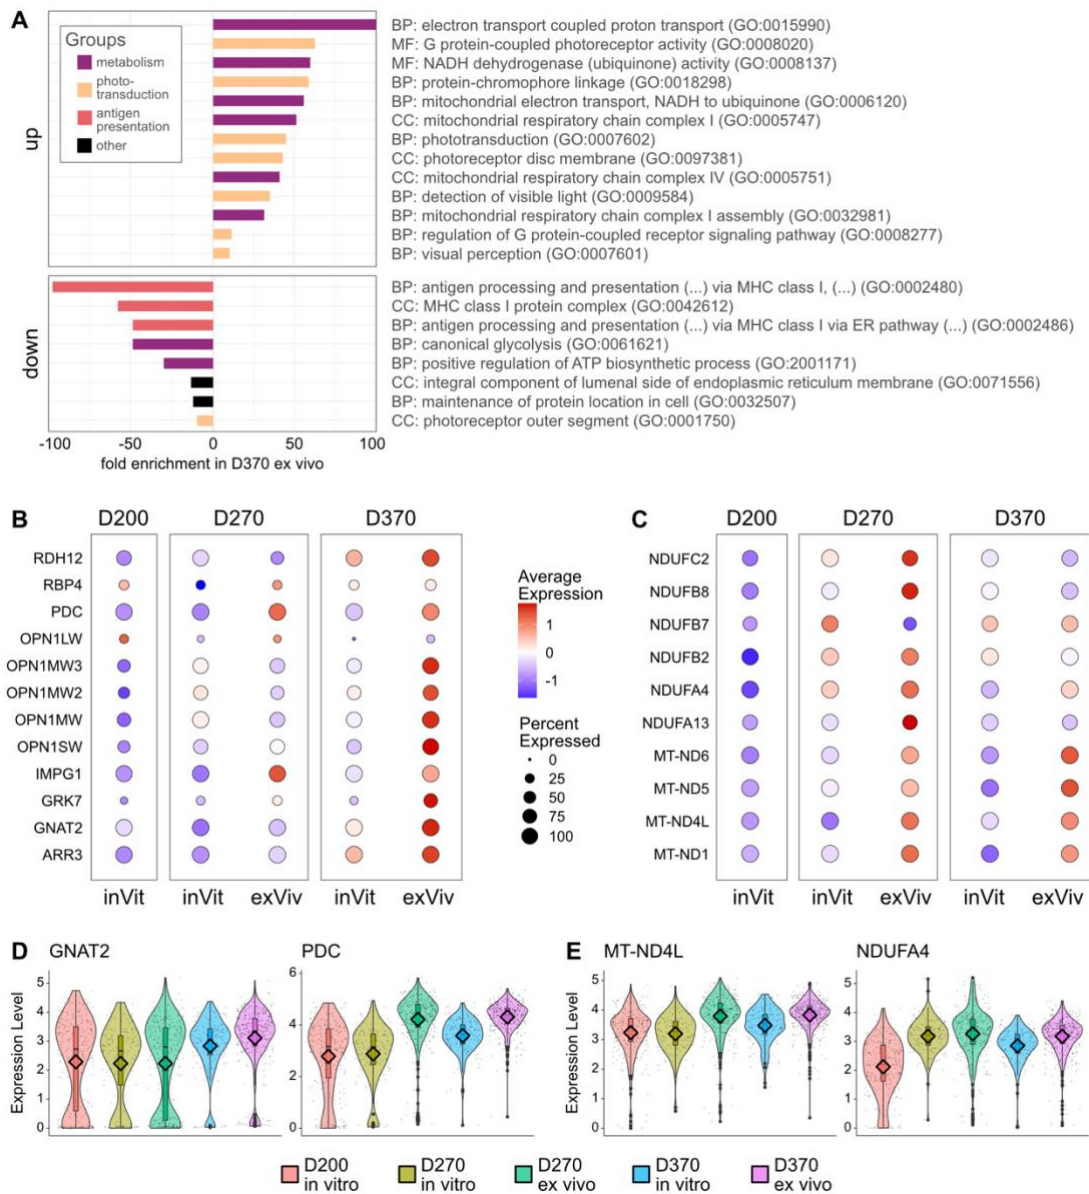 A
Groups
metabolism
photo-
transduction
antigen
presentation
other
up
BP: electron transport coupled proton transport (GO:0015990)
MF: G protein-coupled photoreceptor activity (GO:0008020)
MF: NADH dehydrogenase (ubiquinone) activity (GO:0008137)
BP: protein-chromophore linkage (GO:0018298)
BP: mitochondrial electron transport, NADH to ubiquinone (GO:0006120)
CC: mitochondrial respiratory chain complex I (GO:0005747)
BP: phototransduction (GO:0007602)
CC: photoreceptor disc membrane (GO:0097381)
CC: mitochondrial respiratory chain complex IV (GO:0005751)
BP: detection of visible light (GO:0009584)
BP: mitochondrial respiratory chain complex I assembly (GO:0032981)
BP: regulation of G protein-coupled receptor signaling pathway (GO:0008277)
BP: visual perception (GO:0007601)
down
BP: antigen processing and presentation (...) via MHC class I, (...) (GO:0002480)
CC: MHC class I protein complex (GO:0042612)
BP: antigen processing and presentation (...) via MHC class I via ER pathway (...) (GO:0002486)
BP: canonical glycolysis (GO:0061621)
BP: positive regulation of ATP biosynthetic process (GO:2001171)
CC: integral component of lumenal side of endoplasmic reticulum membrane (GO:0071556)
BP: maintenance of protein location in cell (GO:0032507)
CC: photoreceptor outer segment (GO:0001750)
-100 -50 0 50 100
fold enrichment in D370 ex vivo
B
D200 D270 D370
RDH12
RBP4
PDC
OPN1LW
OPN1MW3
OPN1MW2
OPN1MW
OPN1SW
IMPG1
GRK7
GNAT2
ARR3
inVit inVit exViv inVit exViv
Average
Expression
1
0
-1
Percent
Expressed
0
25
50
75
100
C
D200 D270 D370
NDUFC2
NDUFB8
NDUFB7
NDUFB2
NDUFA4
NDUFA13
MT-ND6
MT-ND5
MT-ND4L
MT-ND1
inVit inVit exViv inVit exViv
D GNAT2
Expression Level
5
4
3
2
1
0
PDC
6
4
2
0
E MT-ND4L
Expression Level
5
4
3
2
1
0
NDUFA4
5
4
3
2
1
0
D200
in vitro
D270
in vitro
D270
ex vivo
D370
in vitro
D370
ex vivo